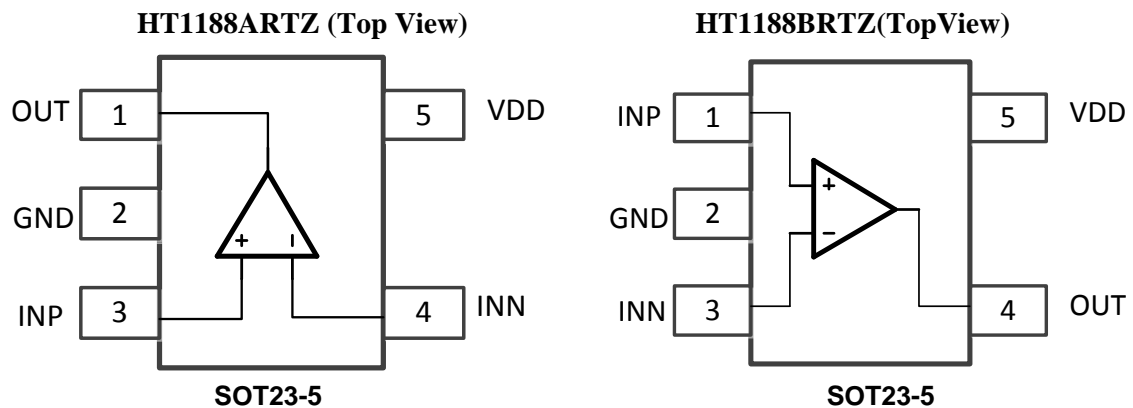 HT1188ARTZ (Top View)
OUT 1 5 VDD
GND 2
+ –
INP 3 4 INN
SOT23-5
HT1188BRTZ(TopView)
INP 1 5 VDD
+
GND 2
–
INN 3 4 OUT
SOT23-5